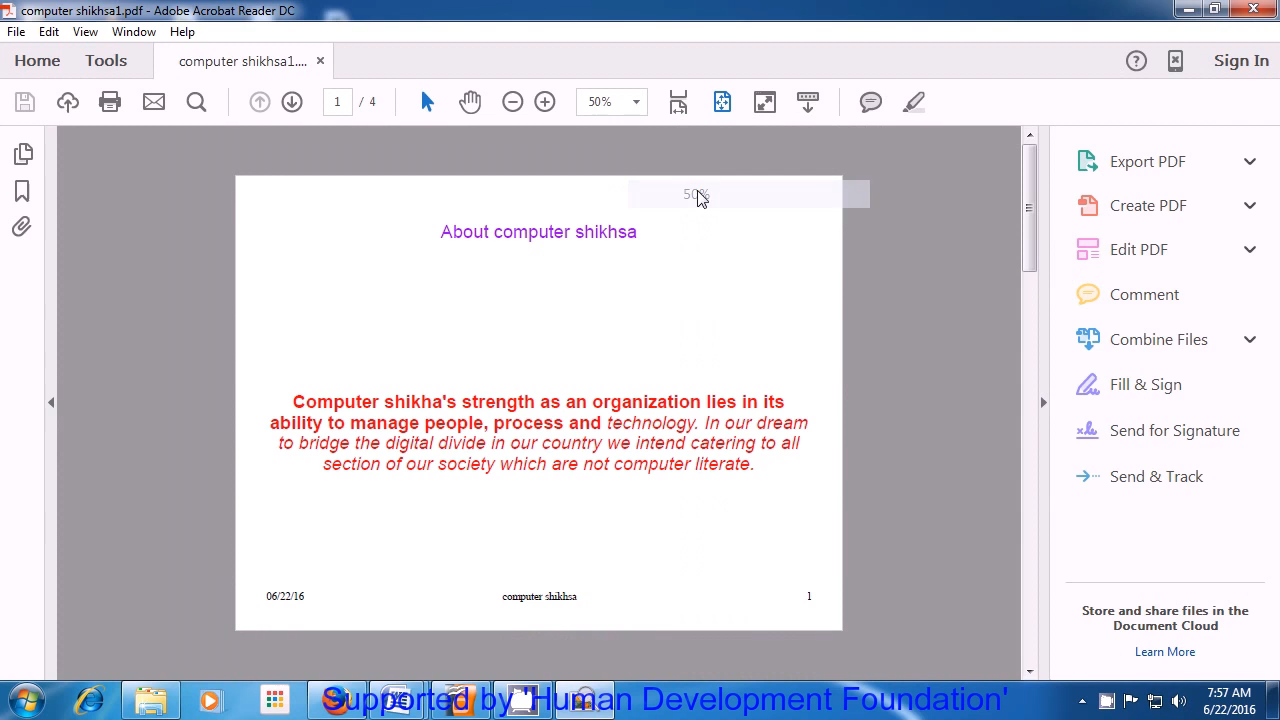 computer shikhsa1.pdf - Adobe Acrobat Reader DC
File Edit View Window Help
Home Tools computer shikhsa1.... × Sign In
1 / 4 50%
50%
About computer shikhsa
Computer shikha's strength as an organization lies in its
ability to manage people, process and technology. In our dream
to bridge the digital divide in our country we intend catering to all
section of our society which are not computer literate.
06/22/16 computer shikhsa 1
Export PDF
Create PDF
Edit PDF
Comment
Combine Files
Fill & Sign
Send for Signature
Send & Track
Store and share files in the
Document Cloud
Learn More
Supported by 'Human Development Foundation'
7:57 AM
6/22/2016